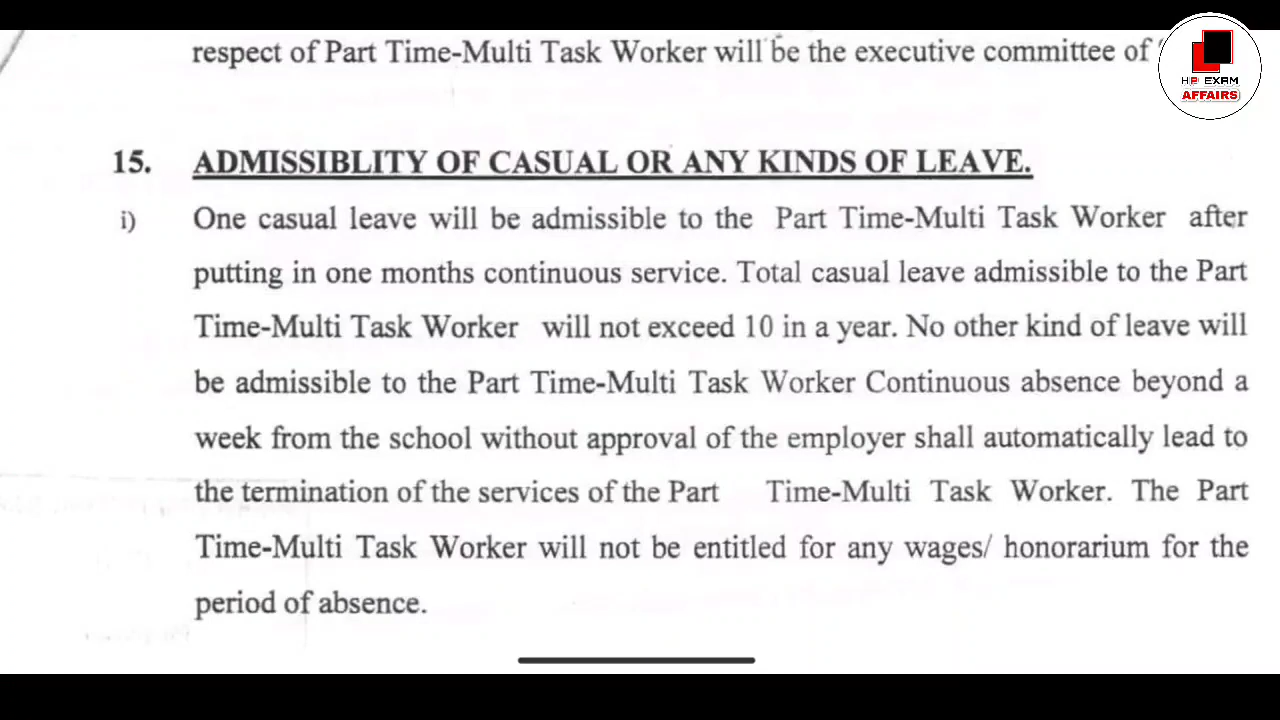 respect of Part Time-Multi Task Worker will be the executive committee of
HP EXAM
AFFAIRS
15. ADMISSIBLITY OF CASUAL OR ANY KINDS OF LEAVE.
i) One casual leave will be admissible to the Part Time-Multi Task Worker after
putting in one months continuous service. Total casual leave admissible to the Part
Time-Multi Task Worker will not exceed 10 in a year. No other kind of leave will
be admissible to the Part Time-Multi Task Worker Continuous absence beyond a
week from the school without approval of the employer shall automatically lead to
the termination of the services of the Part Time-Multi Task Worker. The Part
Time-Multi Task Worker will not be entitled for any wages/ honorarium for the
period of absence.